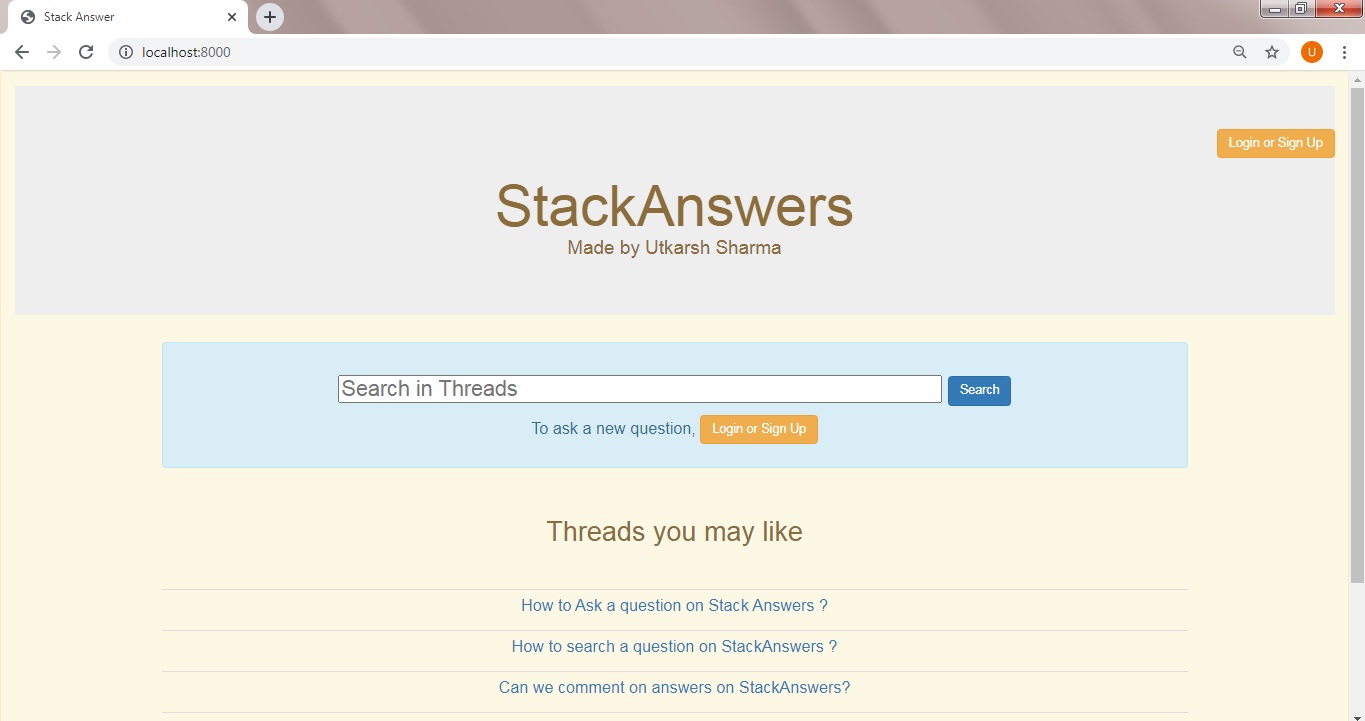 Stack Answer
localhost:8000
U
Login or Sign Up
StackAnswers
Made by Utkarsh Sharma
Search in Threads Search
To ask a new question, Login or Sign Up
Threads you may like
How to Ask a question on Stack Answers ?
How to search a question on StackAnswers ?
Can we comment on answers on StackAnswers?